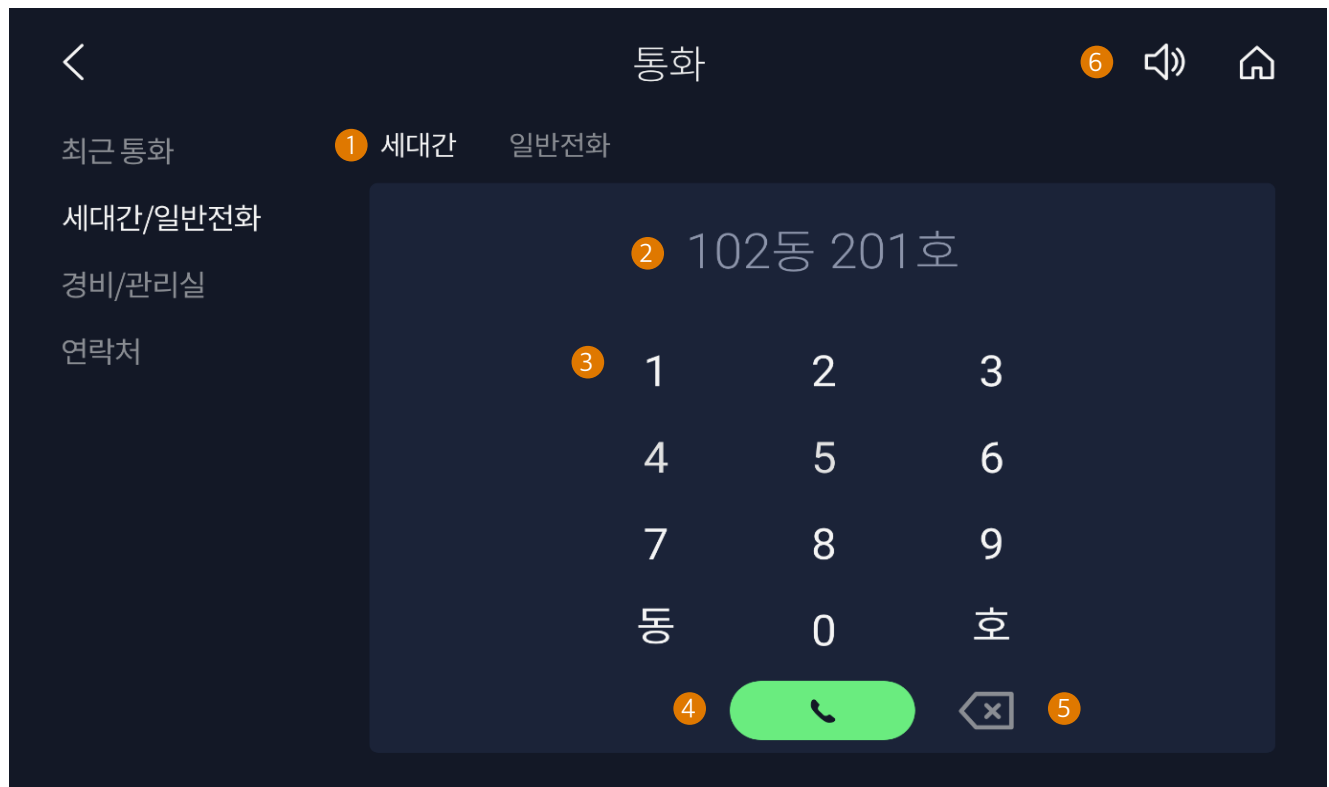 통화 6
최근 통화
세대간/일반전화
경비/관리실
연락처
1 세대간 일반전화
2 102동 201호
3 1 2 3
4 5 6
7 8 9
동 0 호
4 5